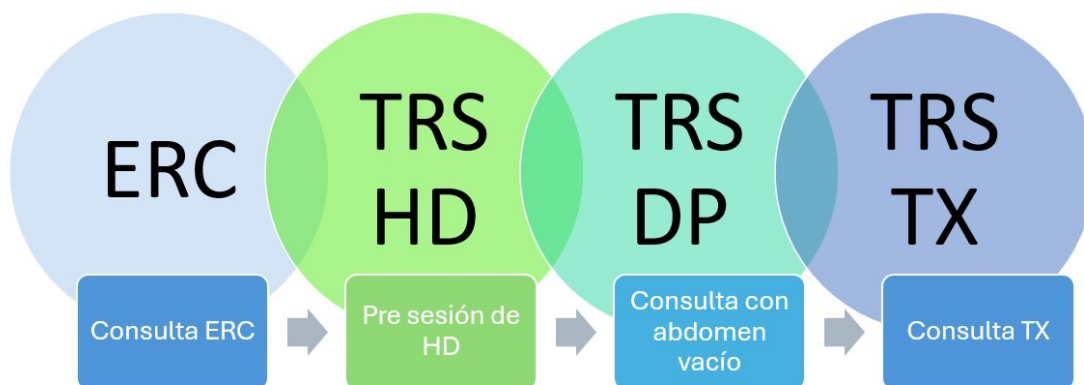 ERC
TRS
HD
TRS
DP
TRS
TX
Consulta ERC
Pre sesión de
HD
Consulta con
abdomen
vacío
Consulta TX